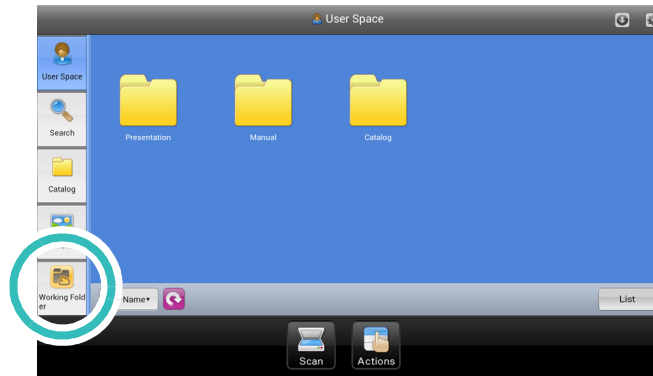 User Space
User Space
Search
Catalog
Working Fold
er
Presentation
Manual
Catalog
Name
List
Scan
Actions